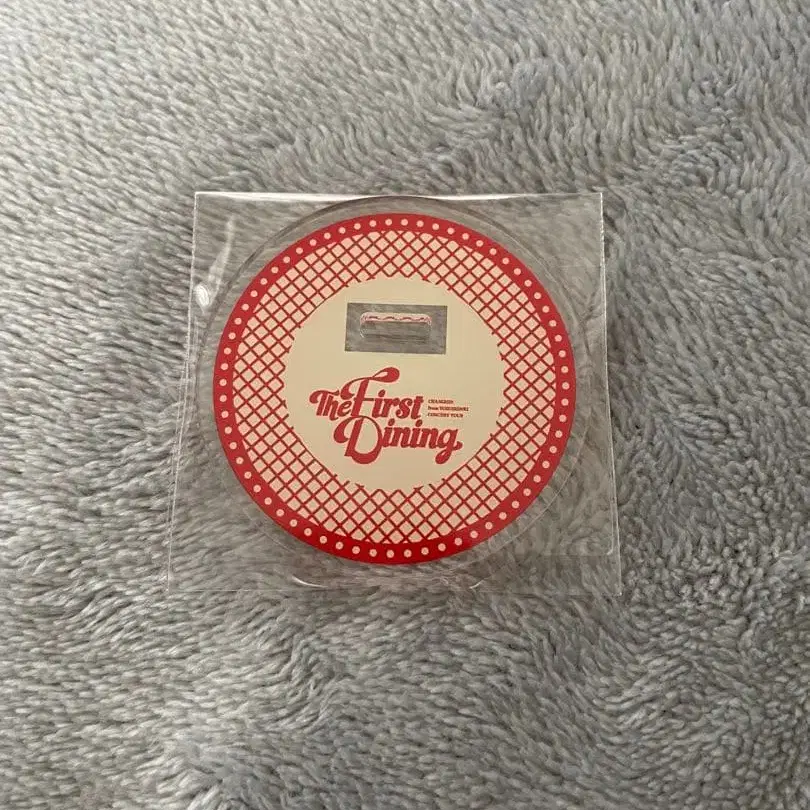 The First
Dining
CHANGMIN
from TOHOSHINKI
CONCERT TOUR